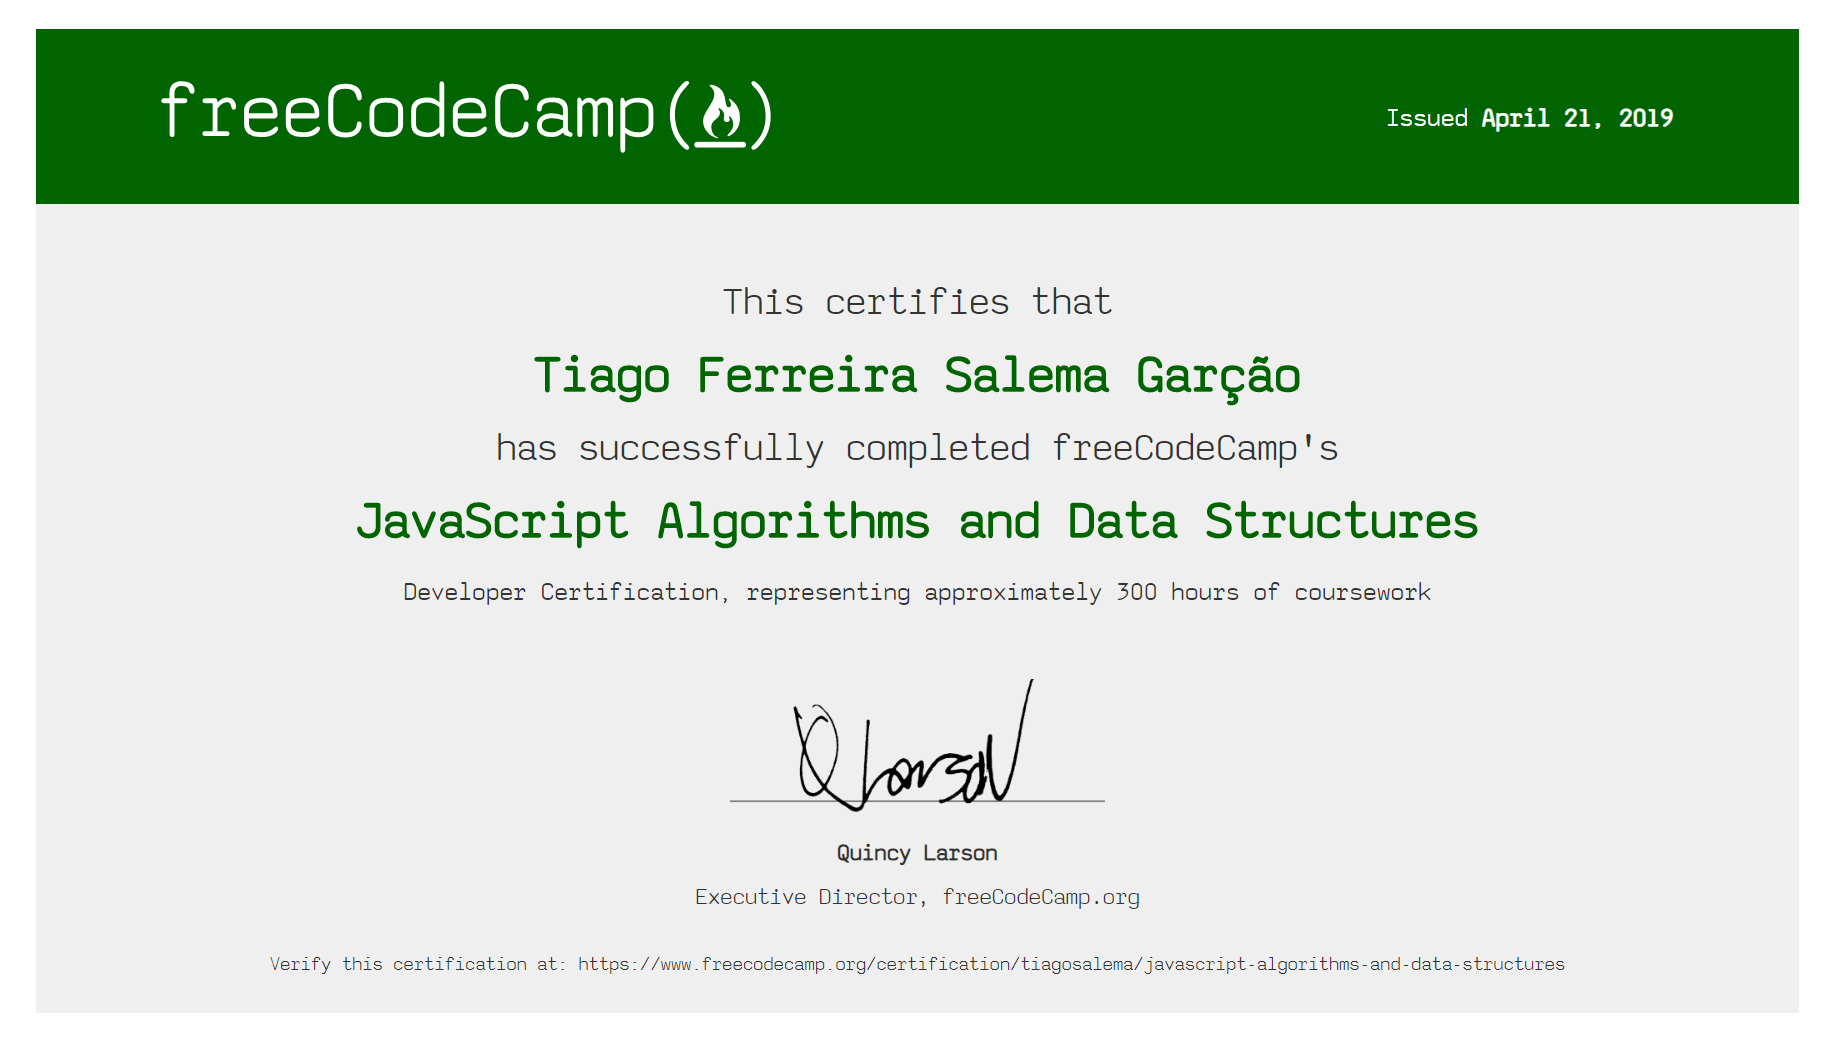 freeCodeCamp(🔥)
Issued April 21, 2019
This certifies that
Tiago Ferreira Salema Garção
has successfully completed freeCodeCamp's
JavaScript Algorithms and Data Structures
Developer Certification, representing approximately 300 hours of coursework
Q Larson
Quincy Larson
Executive Director, freeCodeCamp.org
Verify this certification at: https://www.freecodecamp.org/certification/tiagosalema/javascript-algorithms-and-data-structures